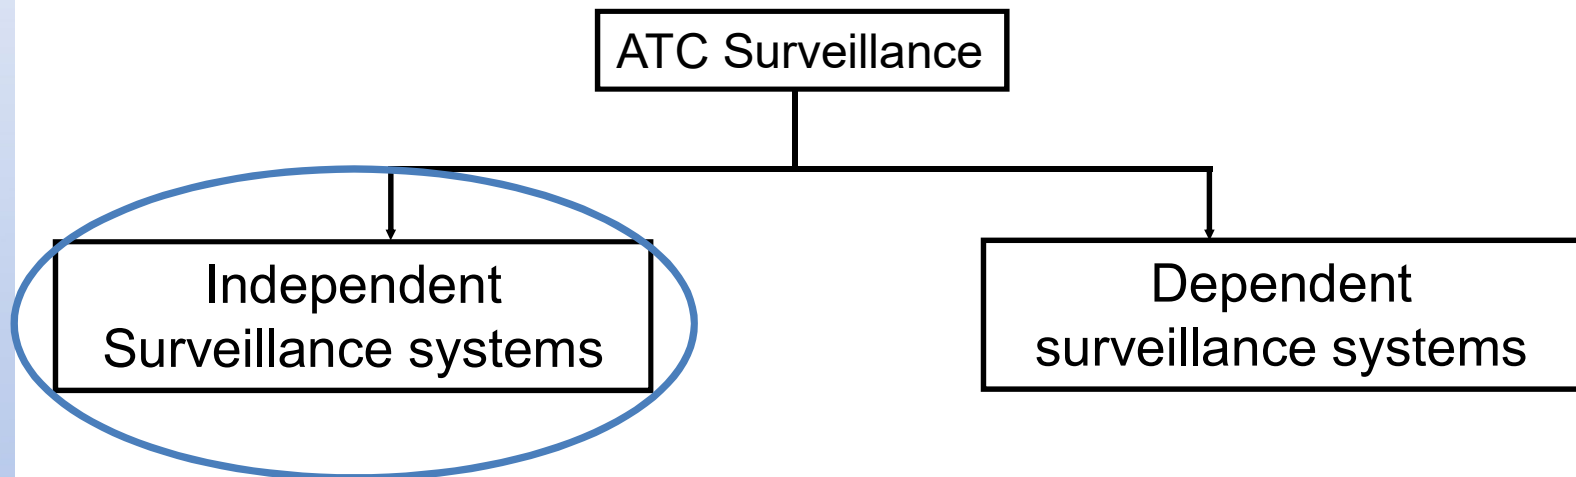 ATC Surveillance
Independent
Surveillance systems
Dependent
surveillance systems